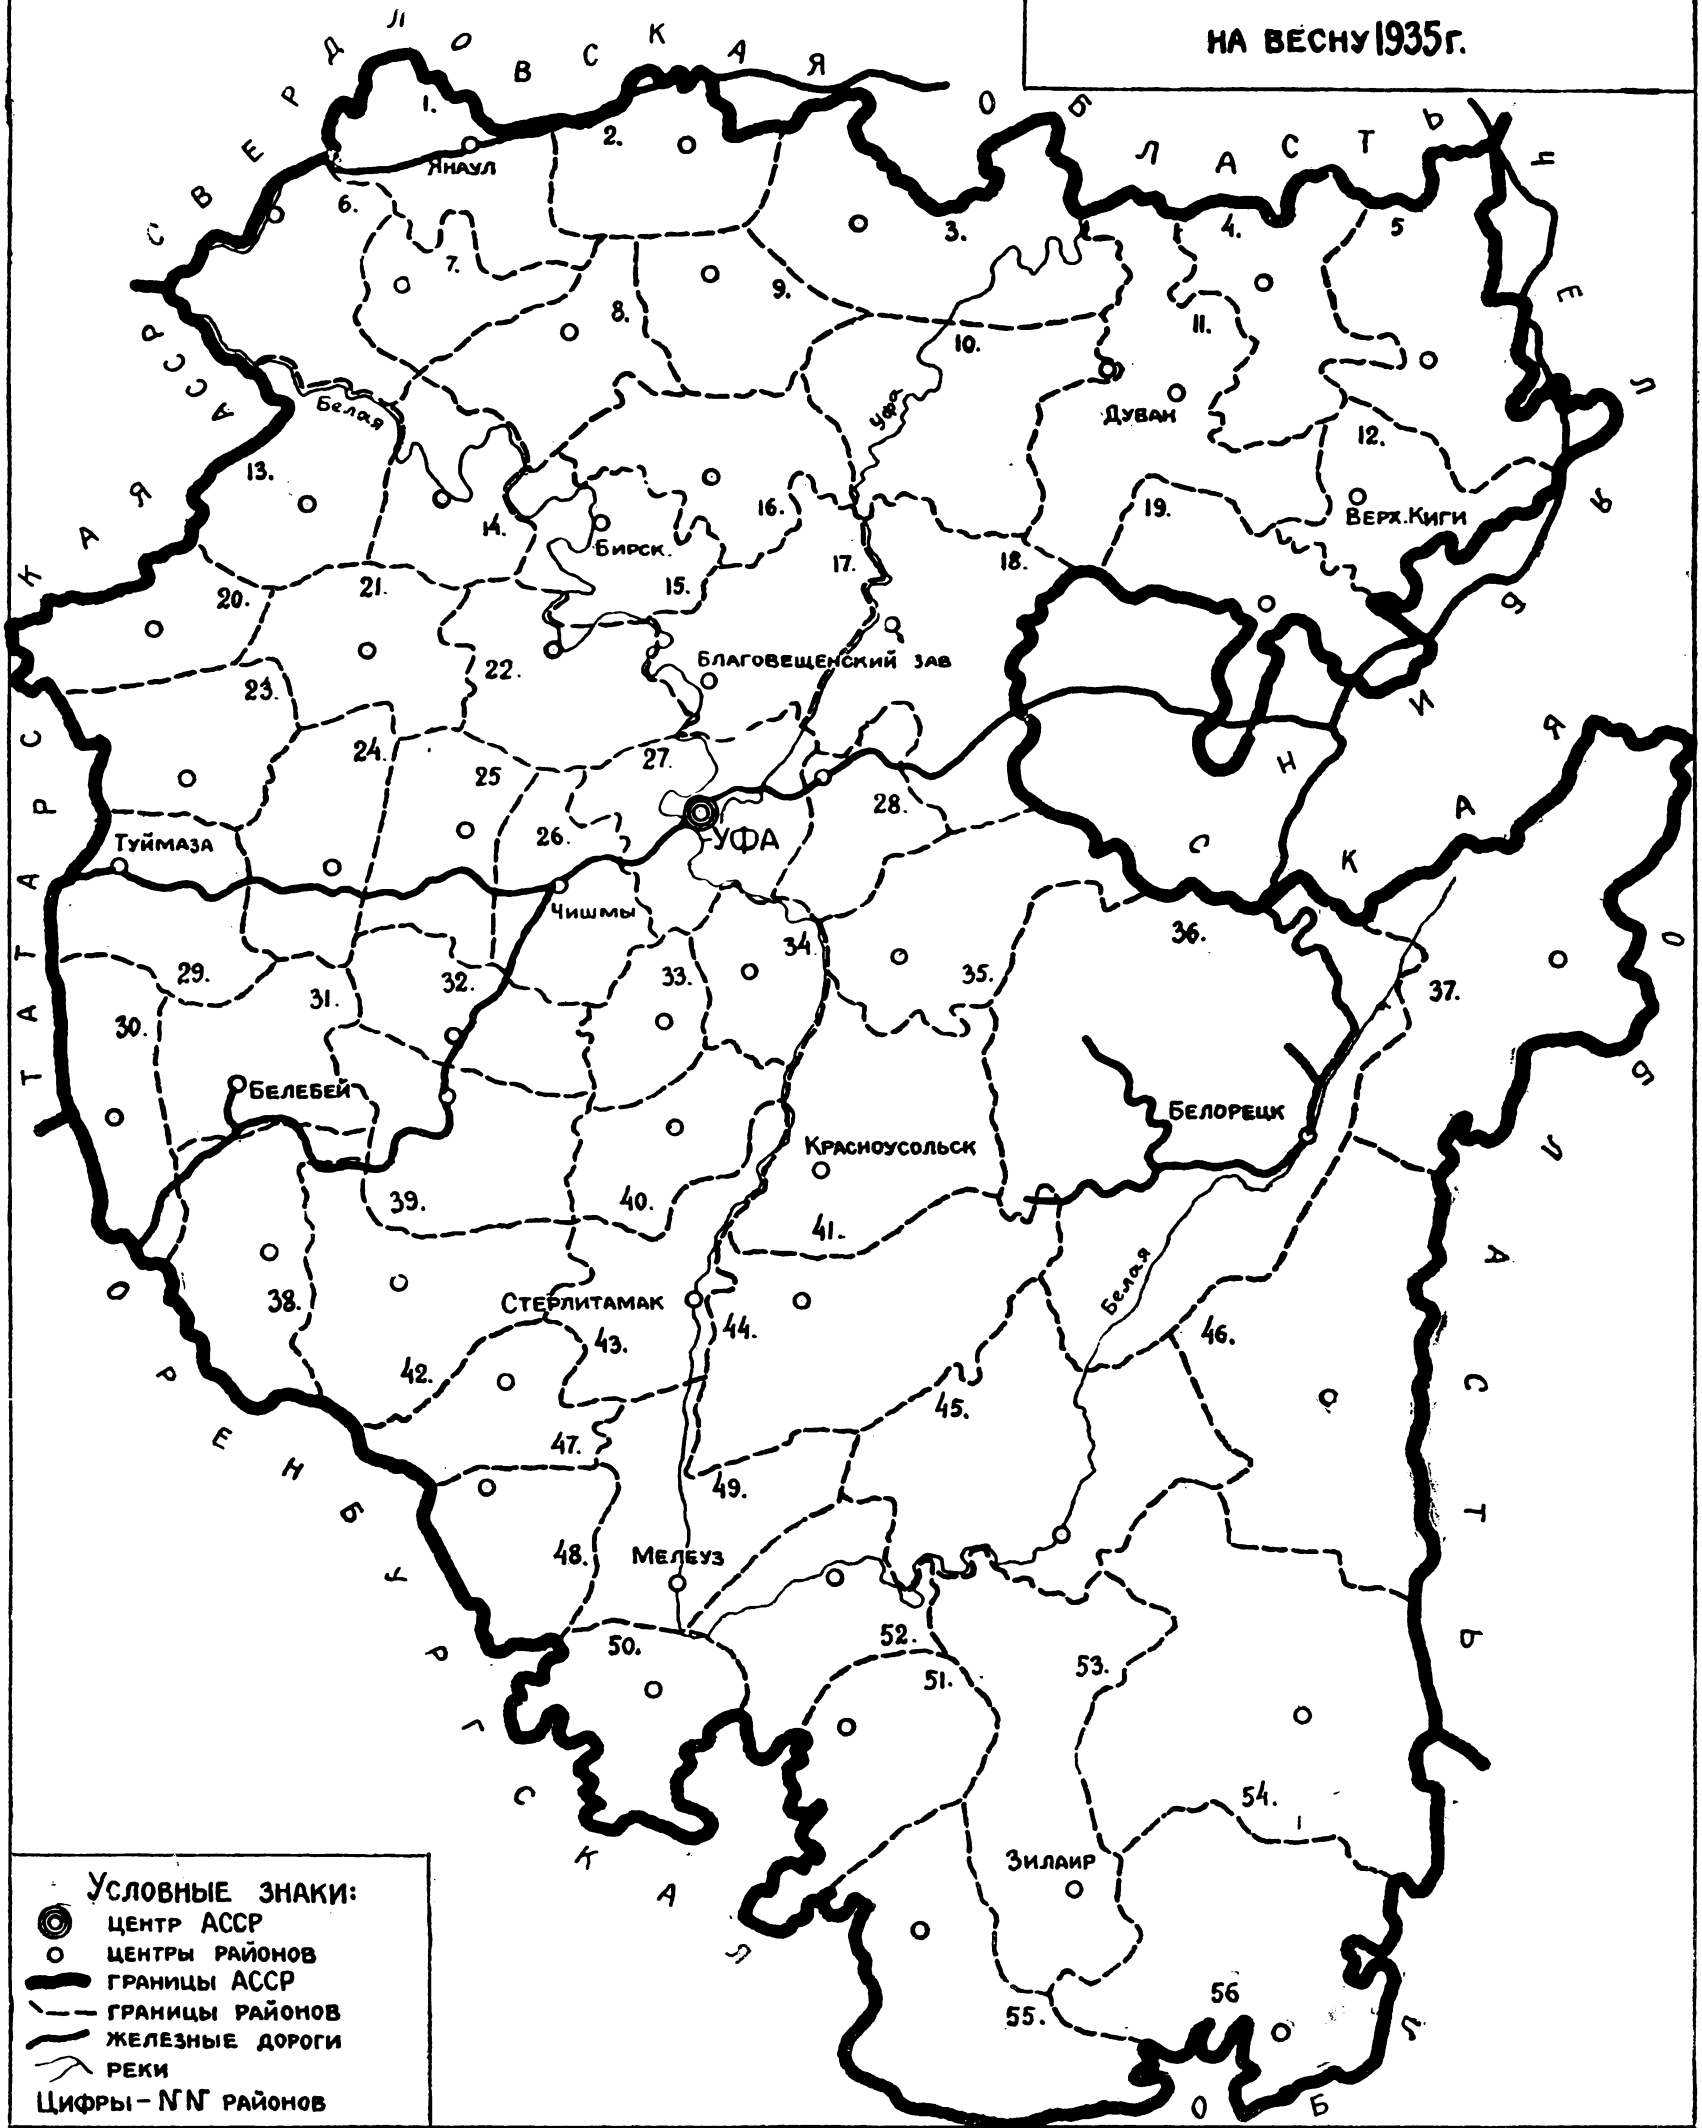 НА ВЕСНУ 1935г.
СВЕРДЛОВСКАЯ ОБЛАСТЬ
ЧЕЛЯБИНСКАЯ ОБЛАСТЬ
ТАТАРСКАЯ АССР
ОРЕНБУРГСКАЯ ОБЛ
1.
2.
ЯНАУЛ
6.
3.
4.
5
7.
8.
9.
10.
11.
Белая
Уфа
ДУВАН
12.
13.
14.
16.
19.
ВЕРХ.КИГИ
БИРСК.
17.
18.
20.
21.
15.
22.
БЛАГОВЕЩЕНСКИЙ ЗАВ
23.
24.
25
27.
28.
26.
ТУЙМАЗА
УФА
ЧИШМЫ
34.
36.
29.
32.
33.
35.
37.
31.
30.
БЕЛЕБЕЙ
БЕЛОРЕЦК
КРАСНОУСОЛЬСК
39.
40.
41.
Белая
38.
СТЕРЛИТАМАК
43.
44.
46.
42.
45.
47.
49.
48.
МЕЛЕУЗ
50.
52.
51.
53.
54.
ЗИЛАИР
55.
56
УСЛОВНЫЕ ЗНАКИ:
ЦЕНТР АССР
ЦЕНТРЫ РАЙОНОВ
ГРАНИЦЫ АССР
ГРАНИЦЫ РАЙОНОВ
ЖЕЛЕЗНЫЕ ДОРОГИ
РЕКИ
ЦИФРЫ - NN РАЙОНОВ